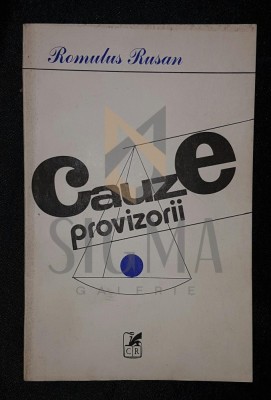 Romulus Rusan
cauze
provizorii
SIGMA
GALERIE
CR